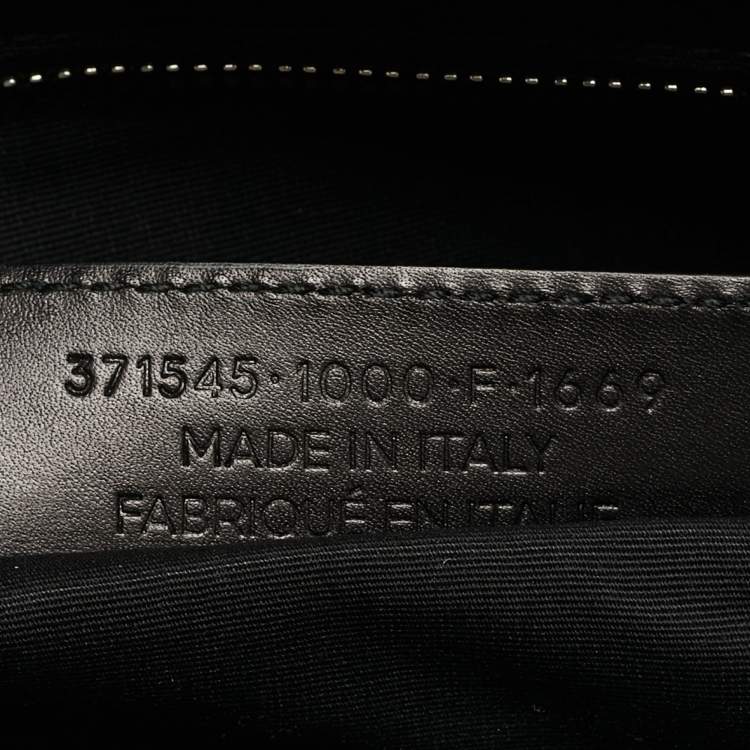 371545·1000·F·1669
MADE IN ITALY
FABRIQUÉ EN ITALIE